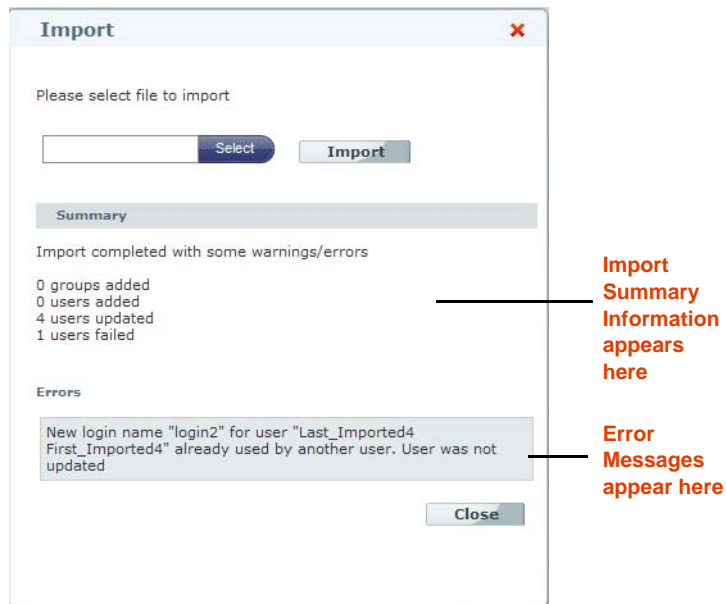 Import
Please select file to import
Select
Import
Summary
Import completed with some warnings/errors
0 groups added
0 users added
4 users updated
1 users failed
Import
Summary
Information
appears
here
Errors
New login name "login2" for user "Last_Imported4
First_Imported4" already used by another user. User was not
updated
Error
Messages
appear here
Close